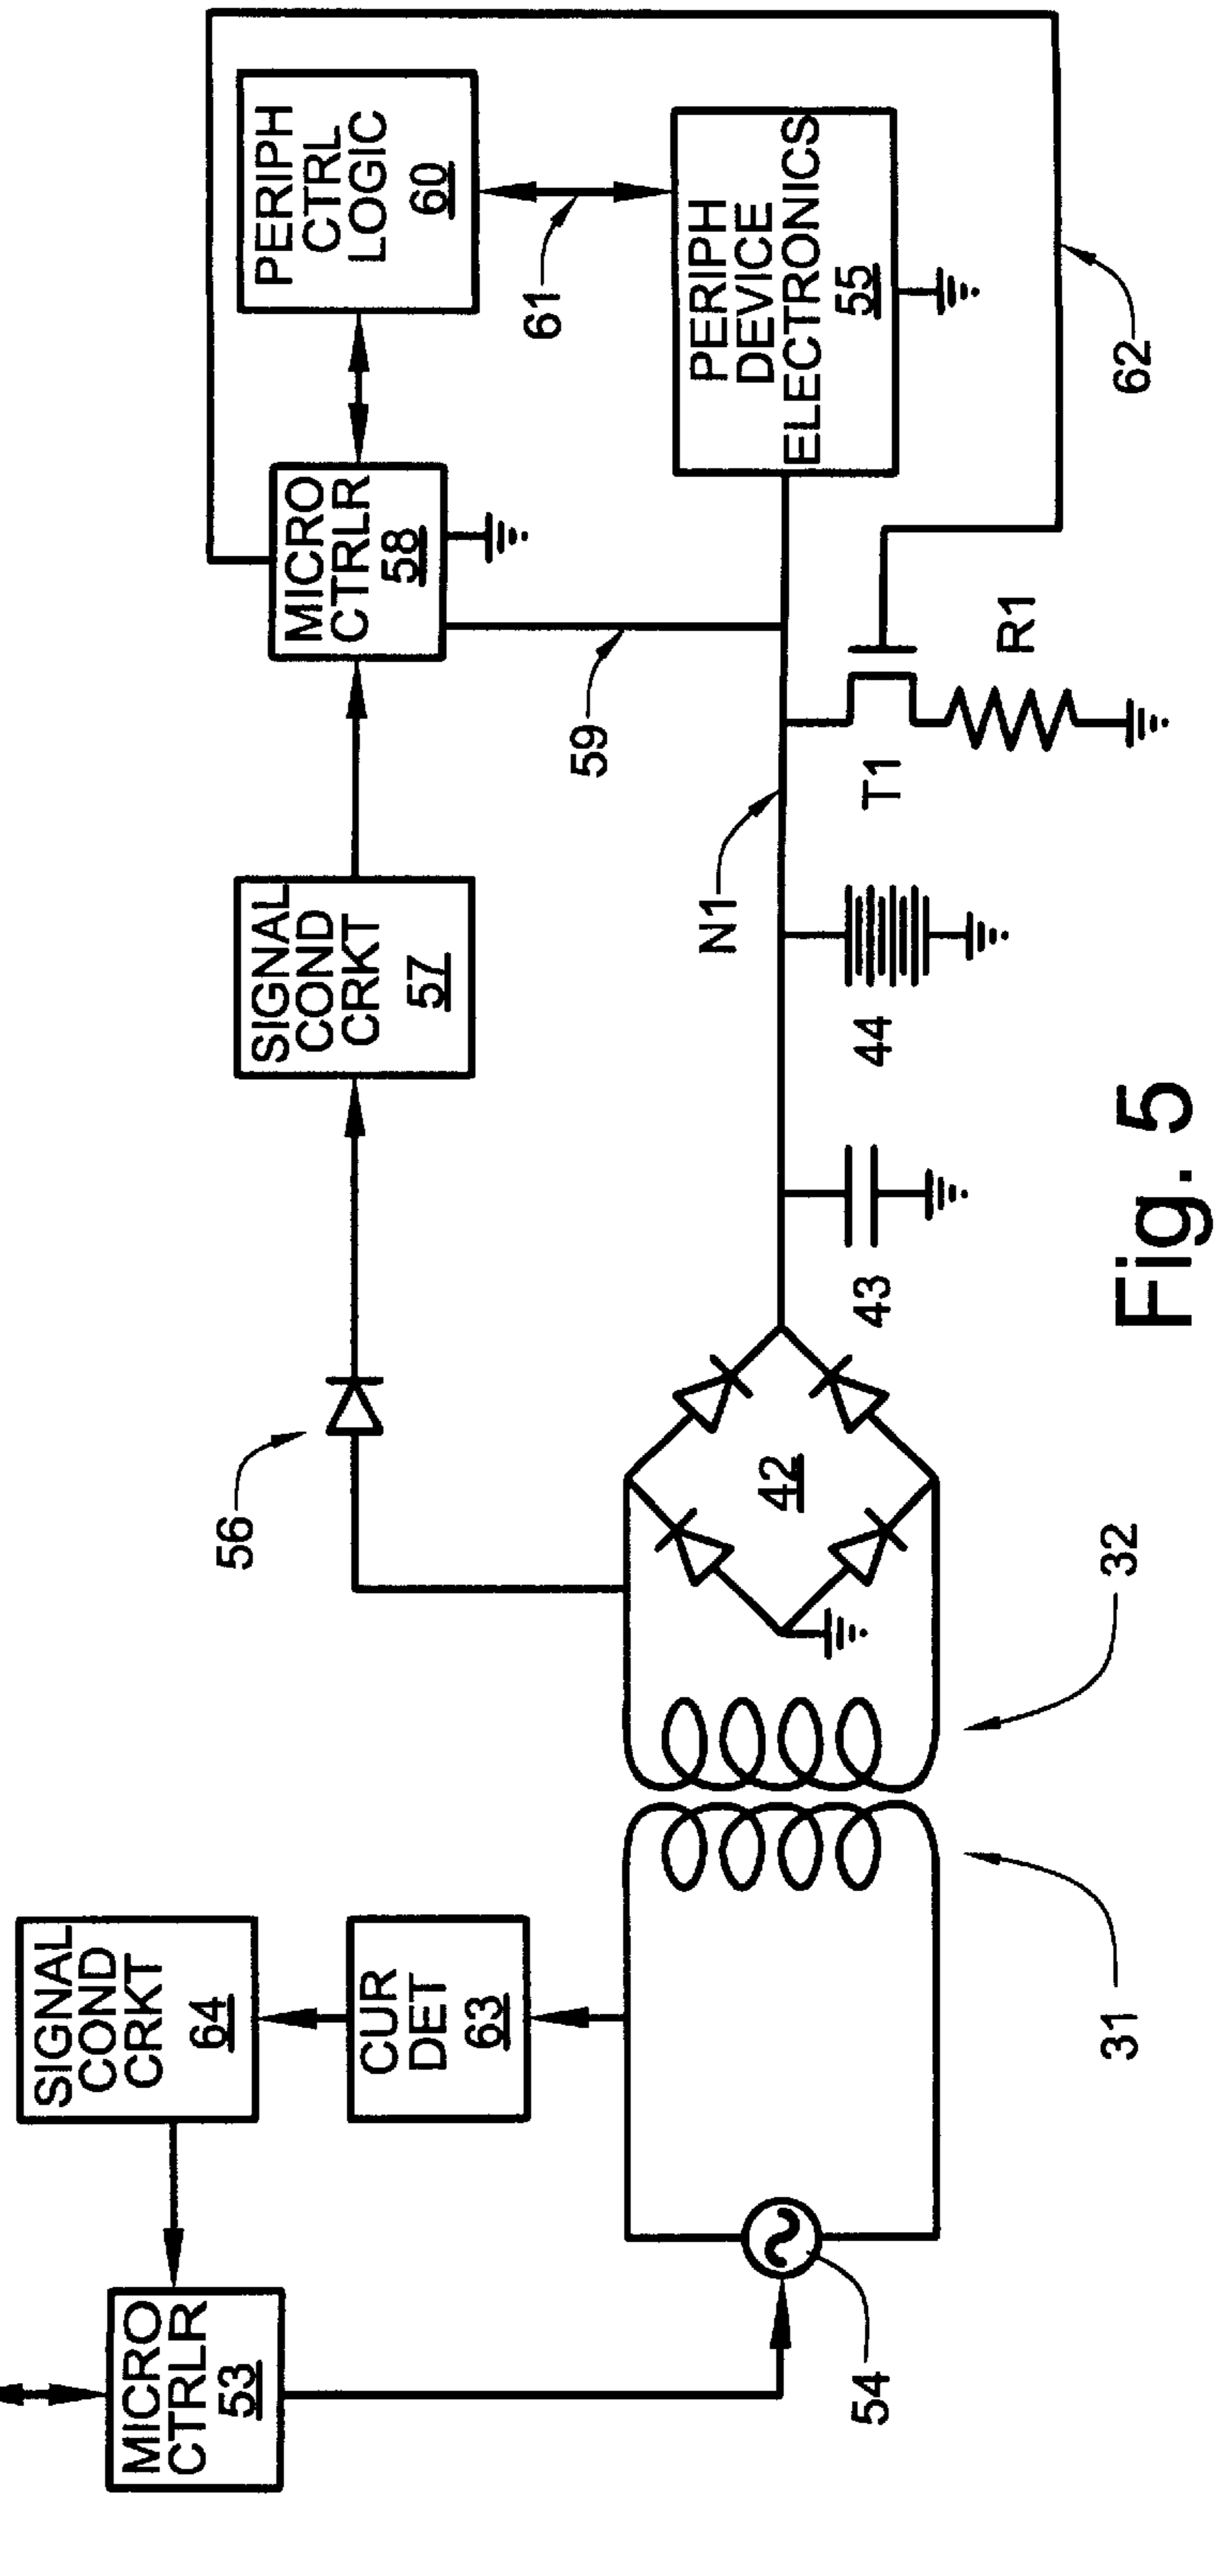 MICRO
CTRLR
53
SIGNAL
COND
CRKT
64
CUR
DET
63
54
31
32
56
42
43
44
SIGNAL
COND
CRKT
57
N1
T1
R1
59
MICRO
CTRLR
58
PERIPH
CTRL
LOGIC
60
61
PERIPH
DEVICE
ELECTRONICS
55
62
Fig. 5